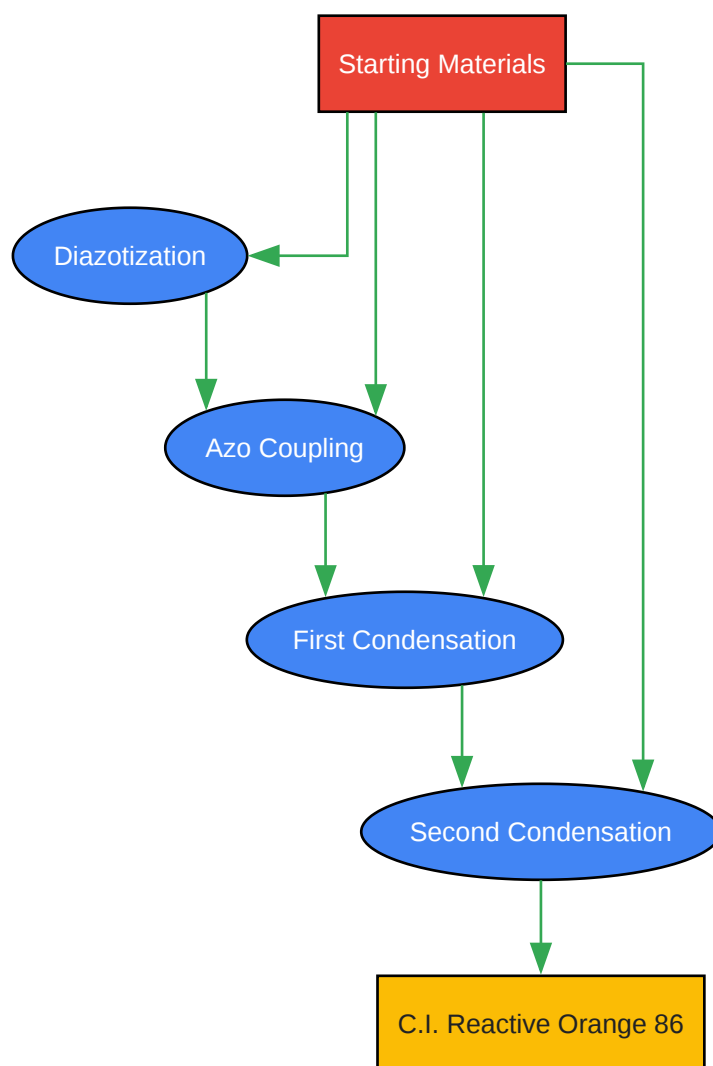 Starting Materials
Diazotization
Azo Coupling
First Condensation
Second Condensation
C.I. Reactive Orange 86